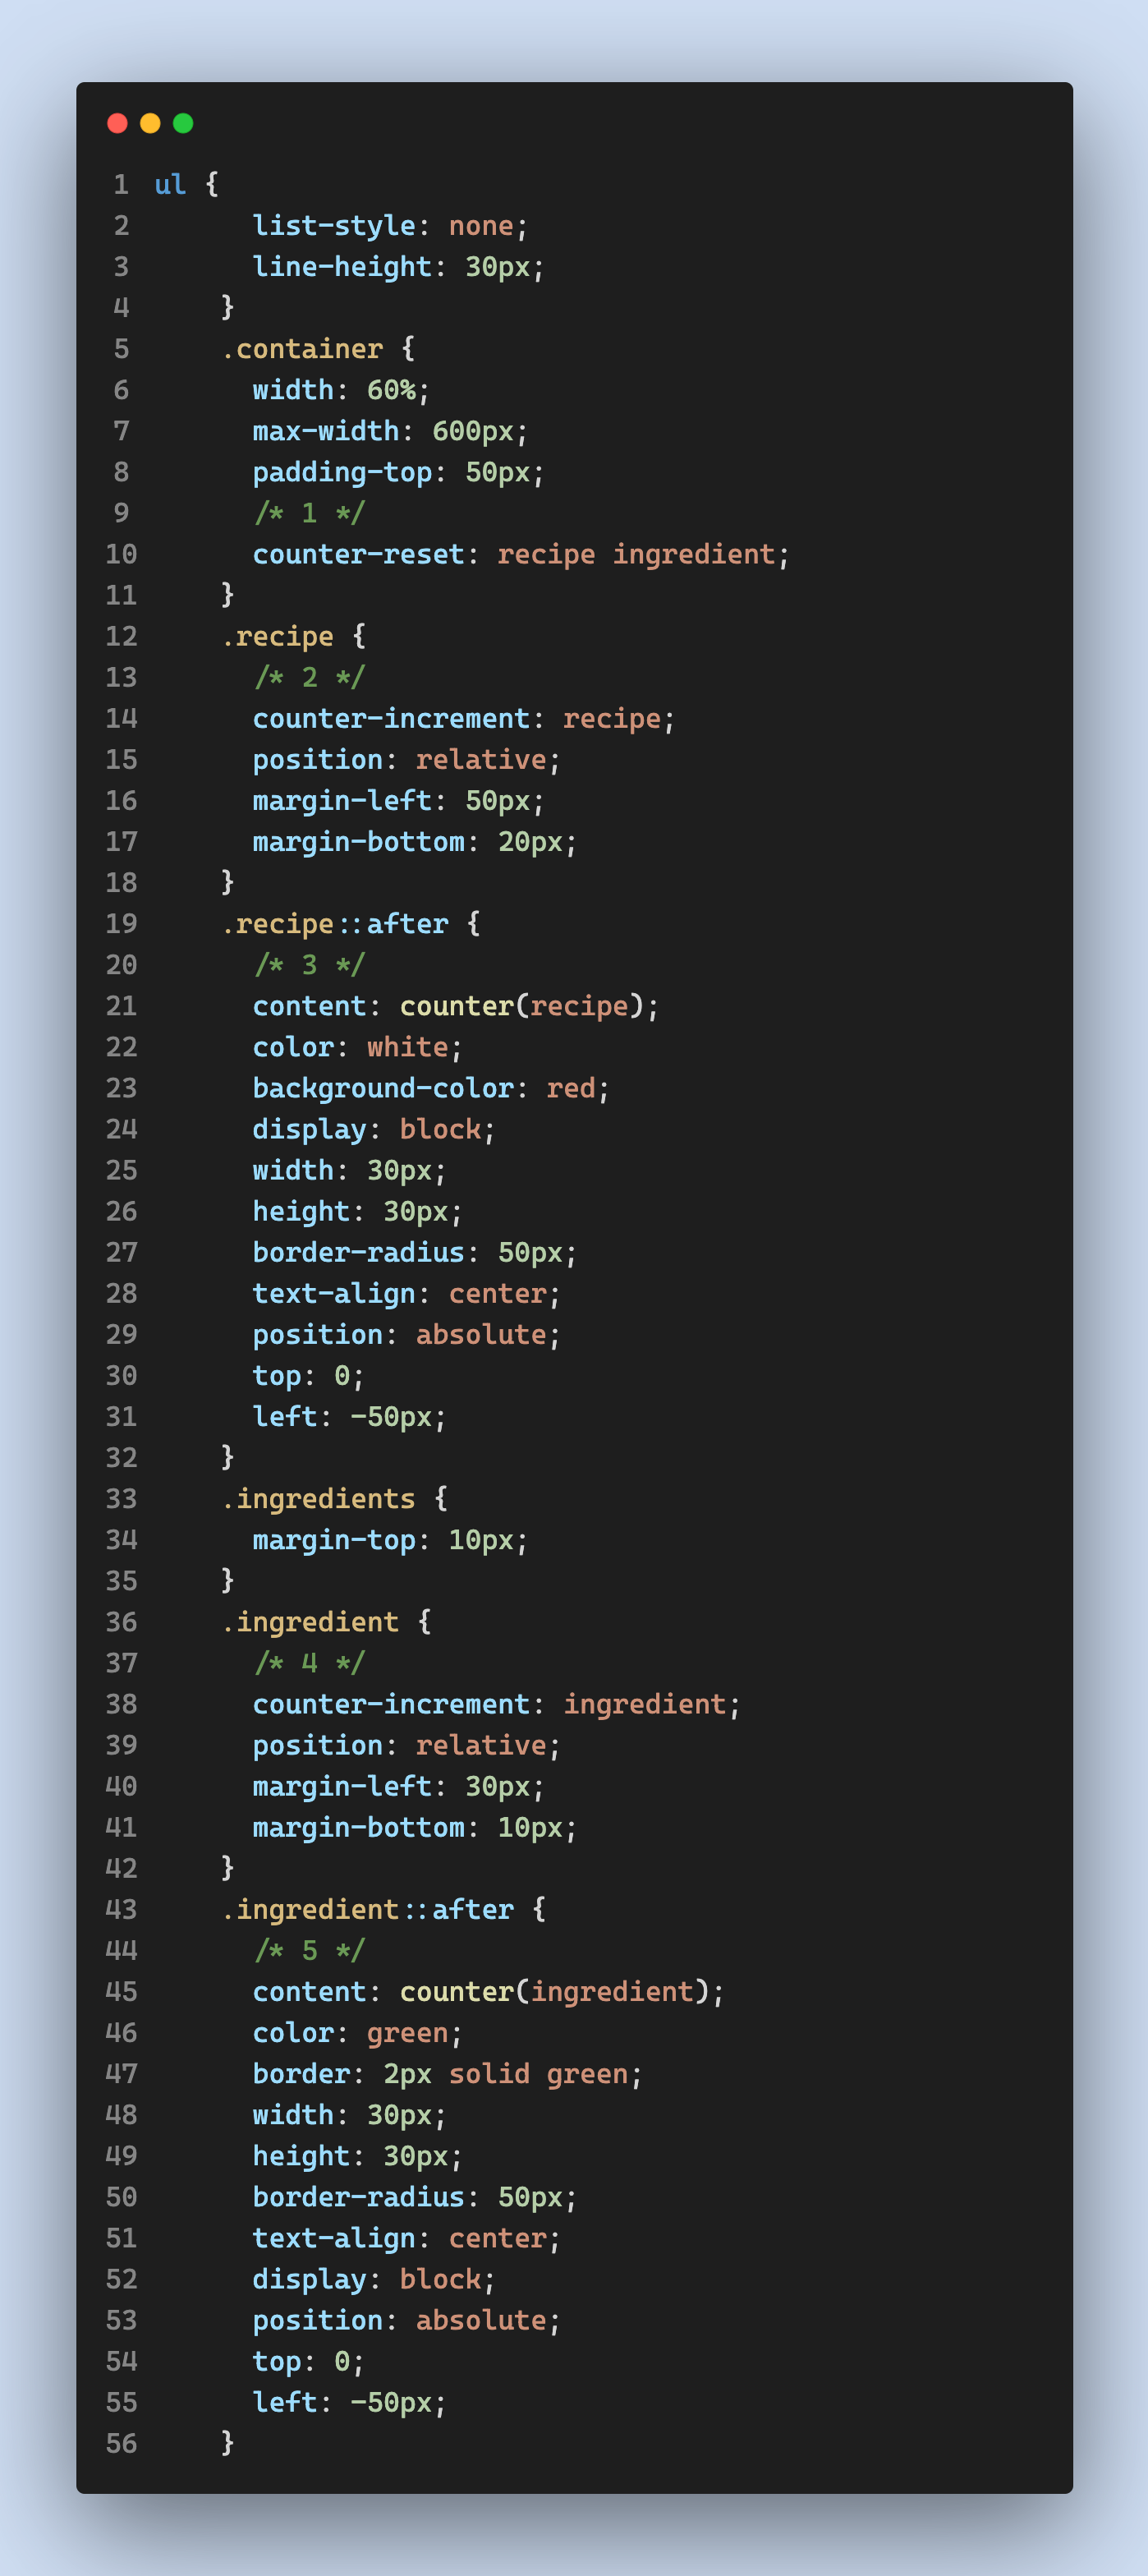 1 ul {
2 list-style: none;
3 line-height: 30px;
4 }
5 .container {
6 width: 60%;
7 max-width: 600px;
8 padding-top: 50px;
9 /* 1 */
10 counter-reset: recipe ingredient;
11 }
12 .recipe {
13 /* 2 */
14 counter-increment: recipe;
15 position: relative;
16 margin-left: 50px;
17 margin-bottom: 20px;
18 }
19 .recipe::after {
20 /* 3 */
21 content: counter(recipe);
22 color: white;
23 background-color: red;
24 display: block;
25 width: 30px;
26 height: 30px;
27 border-radius: 50px;
28 text-align: center;
29 position: absolute;
30 top: 0;
31 left: -50px;
32 }
33 .ingredients {
34 margin-top: 10px;
35 }
36 .ingredient {
37 /* 4 */
38 counter-increment: ingredient;
39 position: relative;
40 margin-left: 30px;
41 margin-bottom: 10px;
42 }
43 .ingredient::after {
44 /* 5 */
45 content: counter(ingredient);
46 color: green;
47 border: 2px solid green;
48 width: 30px;
49 height: 30px;
50 border-radius: 50px;
51 text-align: center;
52 display: block;
53 position: absolute;
54 top: 0;
55 left: -50px;
56 }